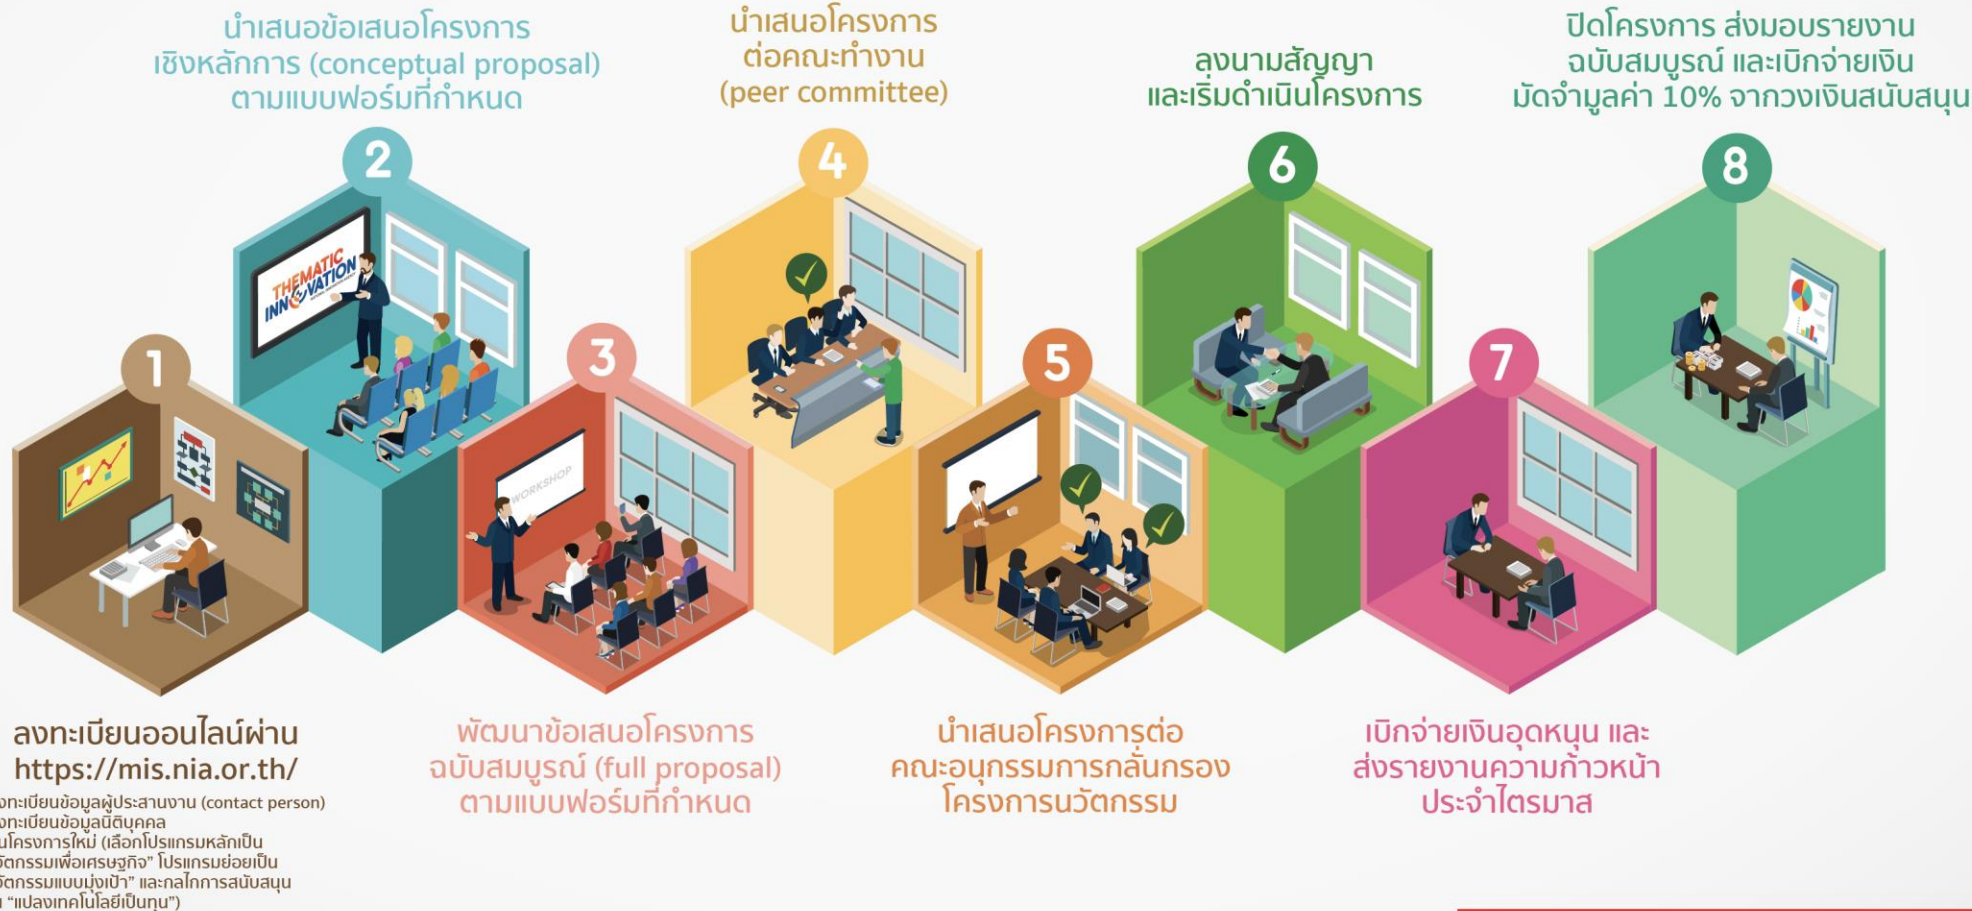 นำเสนอข้อเสนอโครงการ
เชิงหลักการ (conceptual proposal)
ตามแบบฟอร์มที่กำหนด
นำเสนอโครงการ
ต่อคณะทำงาน
(peer committee)
ลงนามสัญญา
และเริ่มดำเนินโครงการ
ปิดโครงการ ส่งมอบรายงาน
ฉบับสมบูรณ์ และเบิกจ่ายเงิน
มัดจำมูลค่า 10% จากวงเงินสนับสนุน
2
4
6
8
THEMATIC
INNOVATION
1
3
5
7
WORKSHOP
ลงทะเบียนออนไลน์ผ่าน
https://mis.nia.or.th/
งทะเบียนข้อมูลผู้ประสานงาน (contact person)
งทะเบียนข้อมูลนิติบุคคล
นโครงการใหม่ (เลือกโปรแกรมหลักเป็น
วัตกรรมเพื่อเศรษฐกิจ” โปรแกรมย่อยเป็น
วัตกรรมแบบมุ่งเป้า” และกลไกการสนับสนุน
“แปลงเทคโนโลยีเป็นทุน”)
พัฒนาข้อเสนอโครงการ
ฉบับสมบูรณ์ (full proposal)
ตามแบบฟอร์มที่กำหนด
นำเสนอโครงการต่อ
คณะอนุกรรมการกลั่นกรอง
โครงการนวัตกรรม
เบิกจ่ายเงินอุดหนุน และ
ส่งรายงานความก้าวหน้า
ประจำไตรมาส